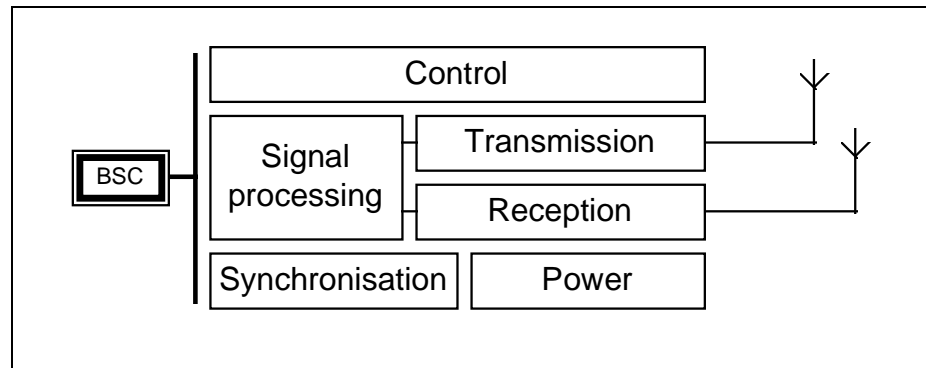 Control
BSC
Signal
processing
Transmission
Reception
Synchronisation
Power